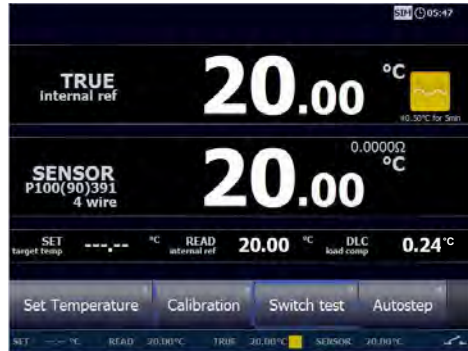 SIM 05:47
TRUE
internal ref
20.00 °C
±0.50°C for 5min
SENSOR
P100(90)391
4 wire
0.0000Ω
20.00 °C
SET
target temp
---.-- °C
READ
internal ref
20.00 °C
DLC
load comp
0.24 °C
Set Temperature Calibration Switch test Autostep
SET ---.-- °C READ 20.00°C TRUE 20.00°C SENSOR 20.00°C